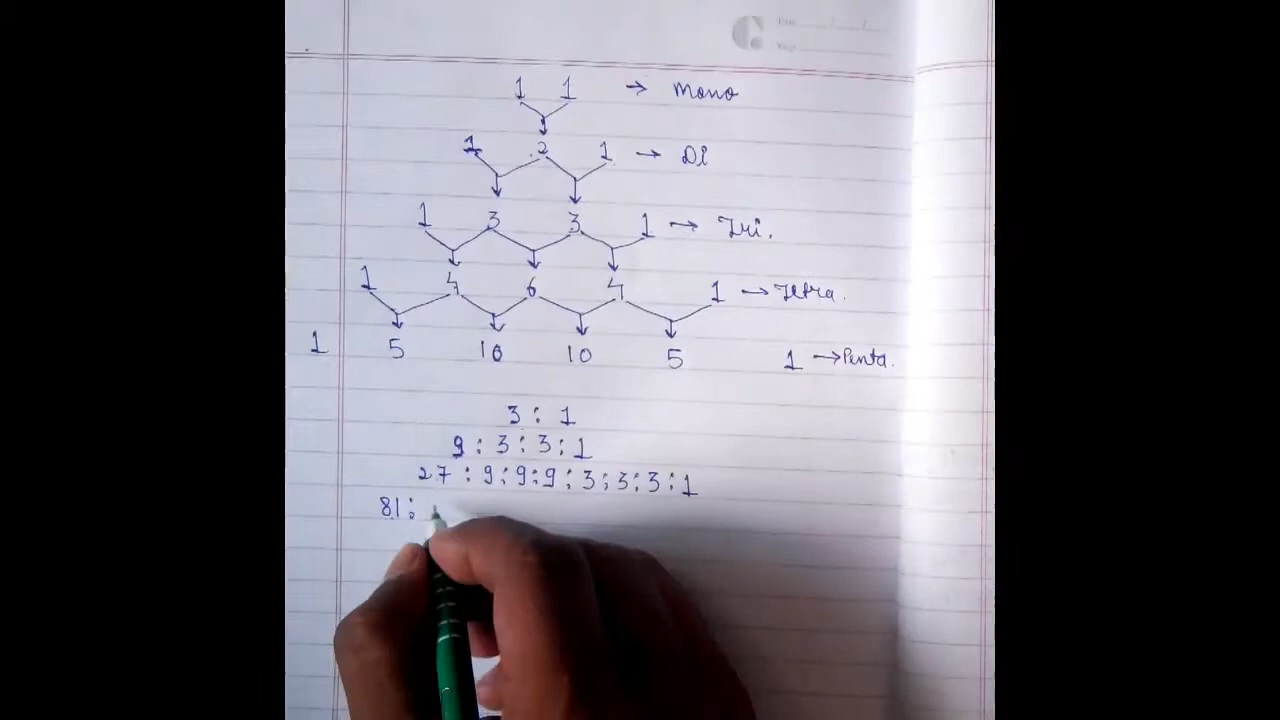 1 1 → Mono
1 2 1 → Di
1 3 3 1 → Tri.
1 4 6 4 1 → Tetra.
1 5 10 10 5 1 → Penta.
3 : 1
9 : 3 : 3 : 1
27 : 9 : 9 : 9 : 3 : 3 : 3 : 1
81 :